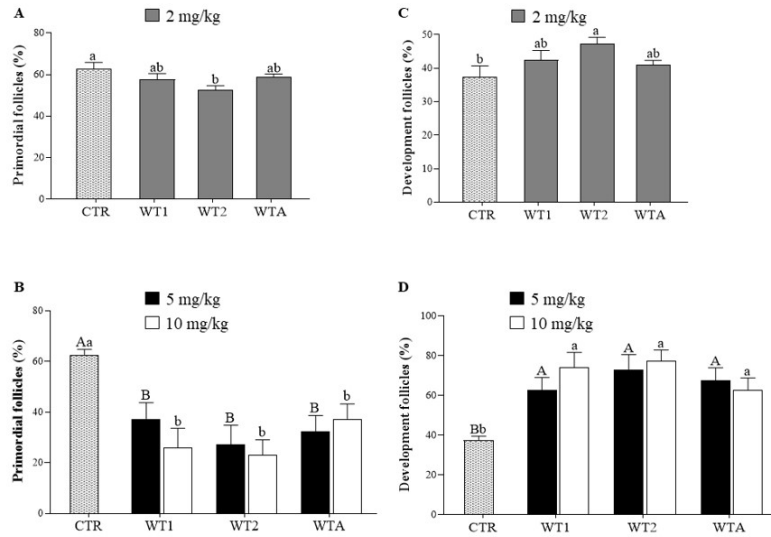 A
2 mg/kg
Primordial follicles (%)
80
60
40
20
0
a
ab
b
ab
CTR WT1 WT2 WTA
C
2 mg/kg
Development follicles (%)
50
40
30
20
10
0
b
ab
a
ab
CTR WT1 WT2 WTA
B
5 mg/kg
10 mg/kg
Primordial follicles (%)
80
60
40
20
0
Aa
B
b
B
b
B
b
CTR WT1 WT2 WTA
D
5 mg/kg
10 mg/kg
Development follicles (%)
100
80
60
40
20
0
Bb
A
a
A
a
A
a
CTR WT1 WT2 WTA